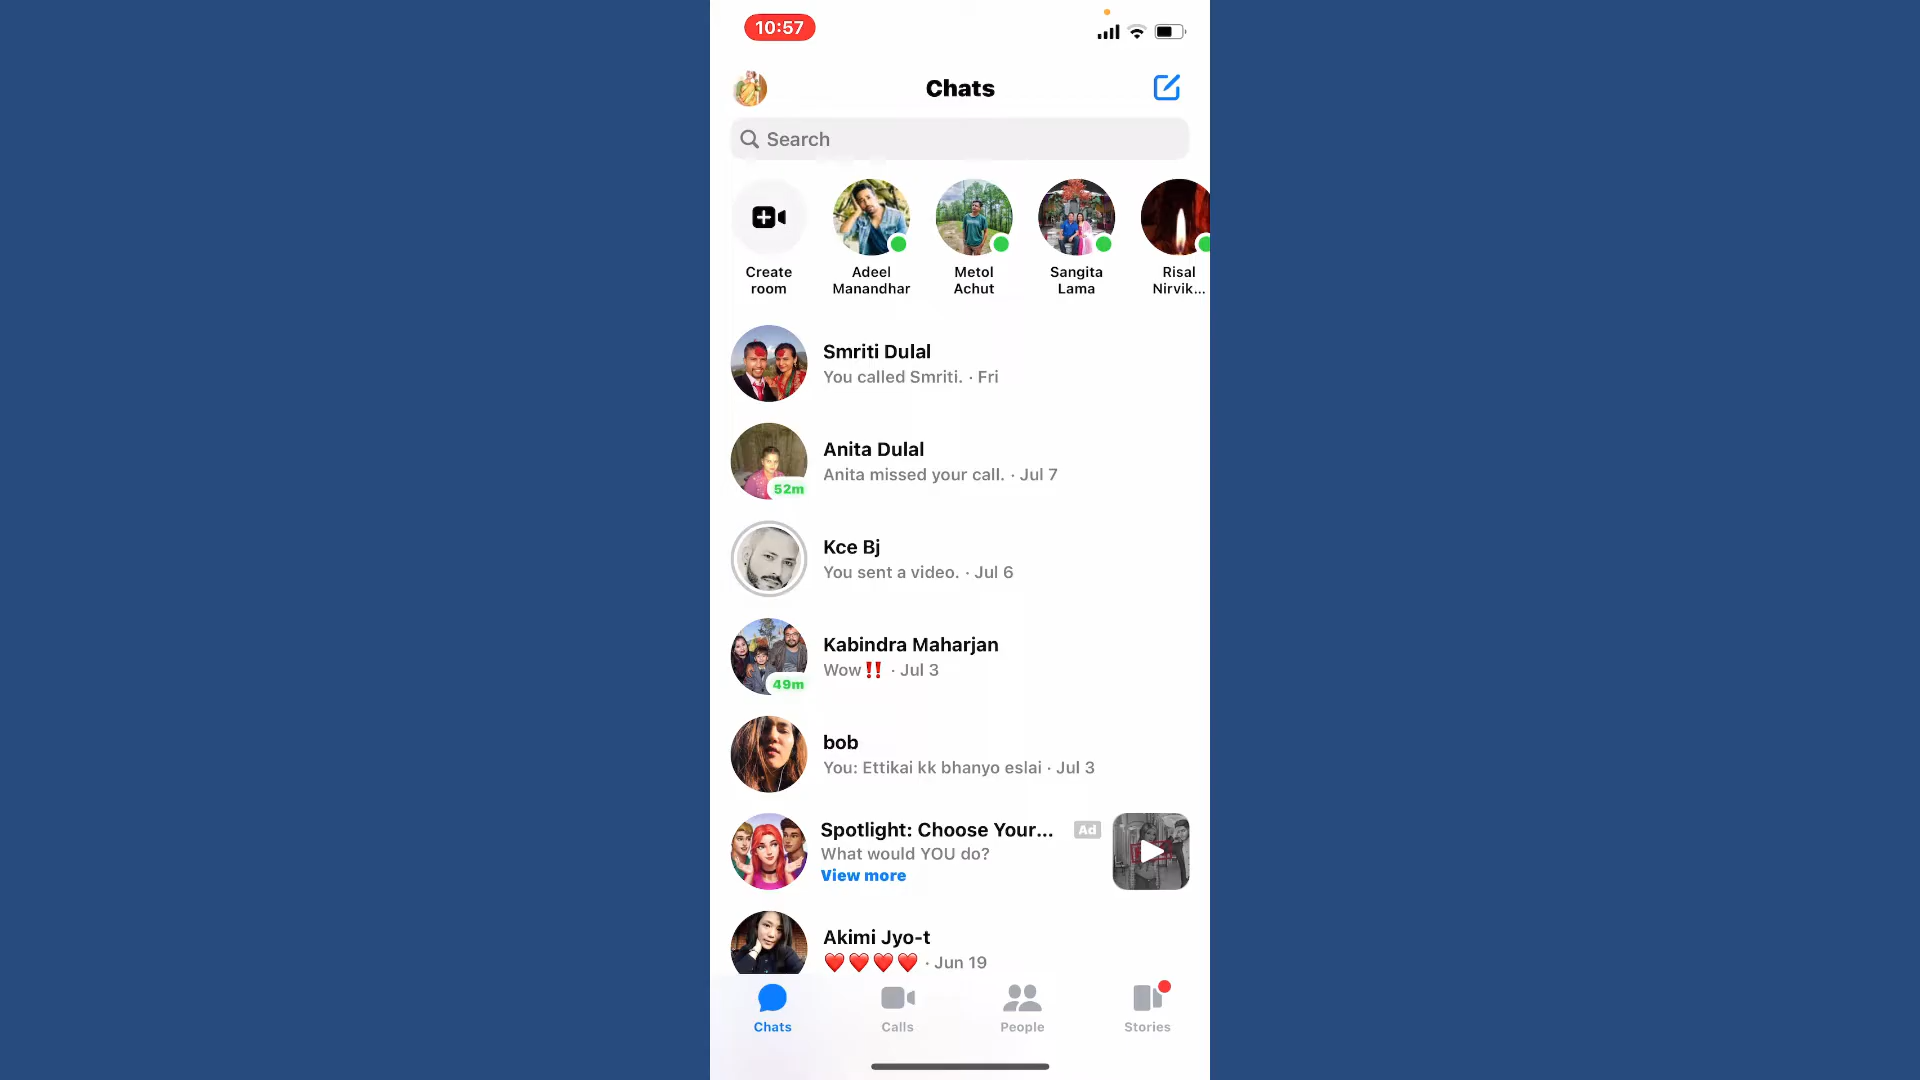 10:57
Chats
Search
Create
room
Adeel
Manandhar
Metol
Achut
Sangita
Lama
Risal
Nirvik...
Smriti Dulal
You called Smriti. · Fri
Anita Dulal
Anita missed your call. · Jul 7
52m
Kce Bj
You sent a video. · Jul 6
Kabindra Maharjan
Wow‼️ · Jul 3
49m
bob
You: Ettikai kk bhanyo eslai · Jul 3
Spotlight: Choose Your... Ad
What would YOU do?
View more
Akimi Jyo-t
❤️❤️❤️❤️ · Jun 19
Chats
Calls
People
Stories